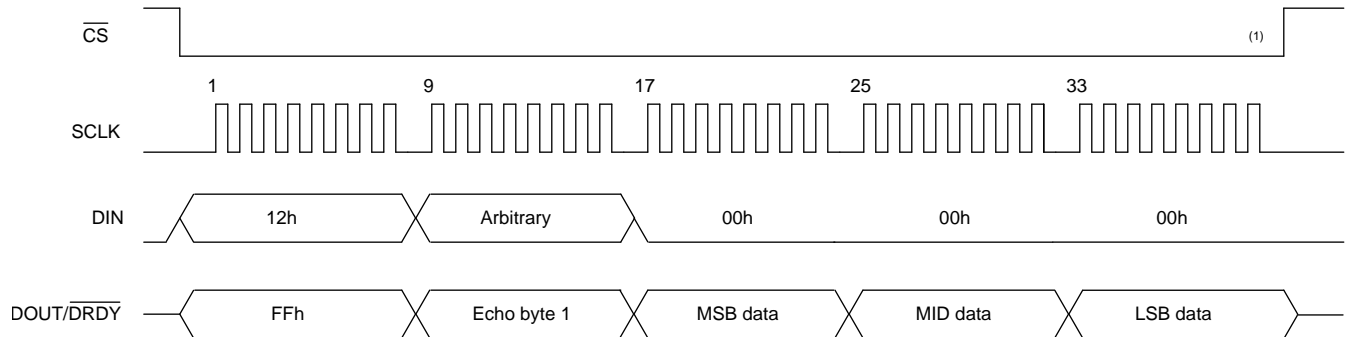 CS
(1)
1 9 17 25 33
SCLK
DIN 12h Arbitrary 00h 00h 00h
DOUT/DRDY FFh Echo byte 1 MSB data MID data LSB data